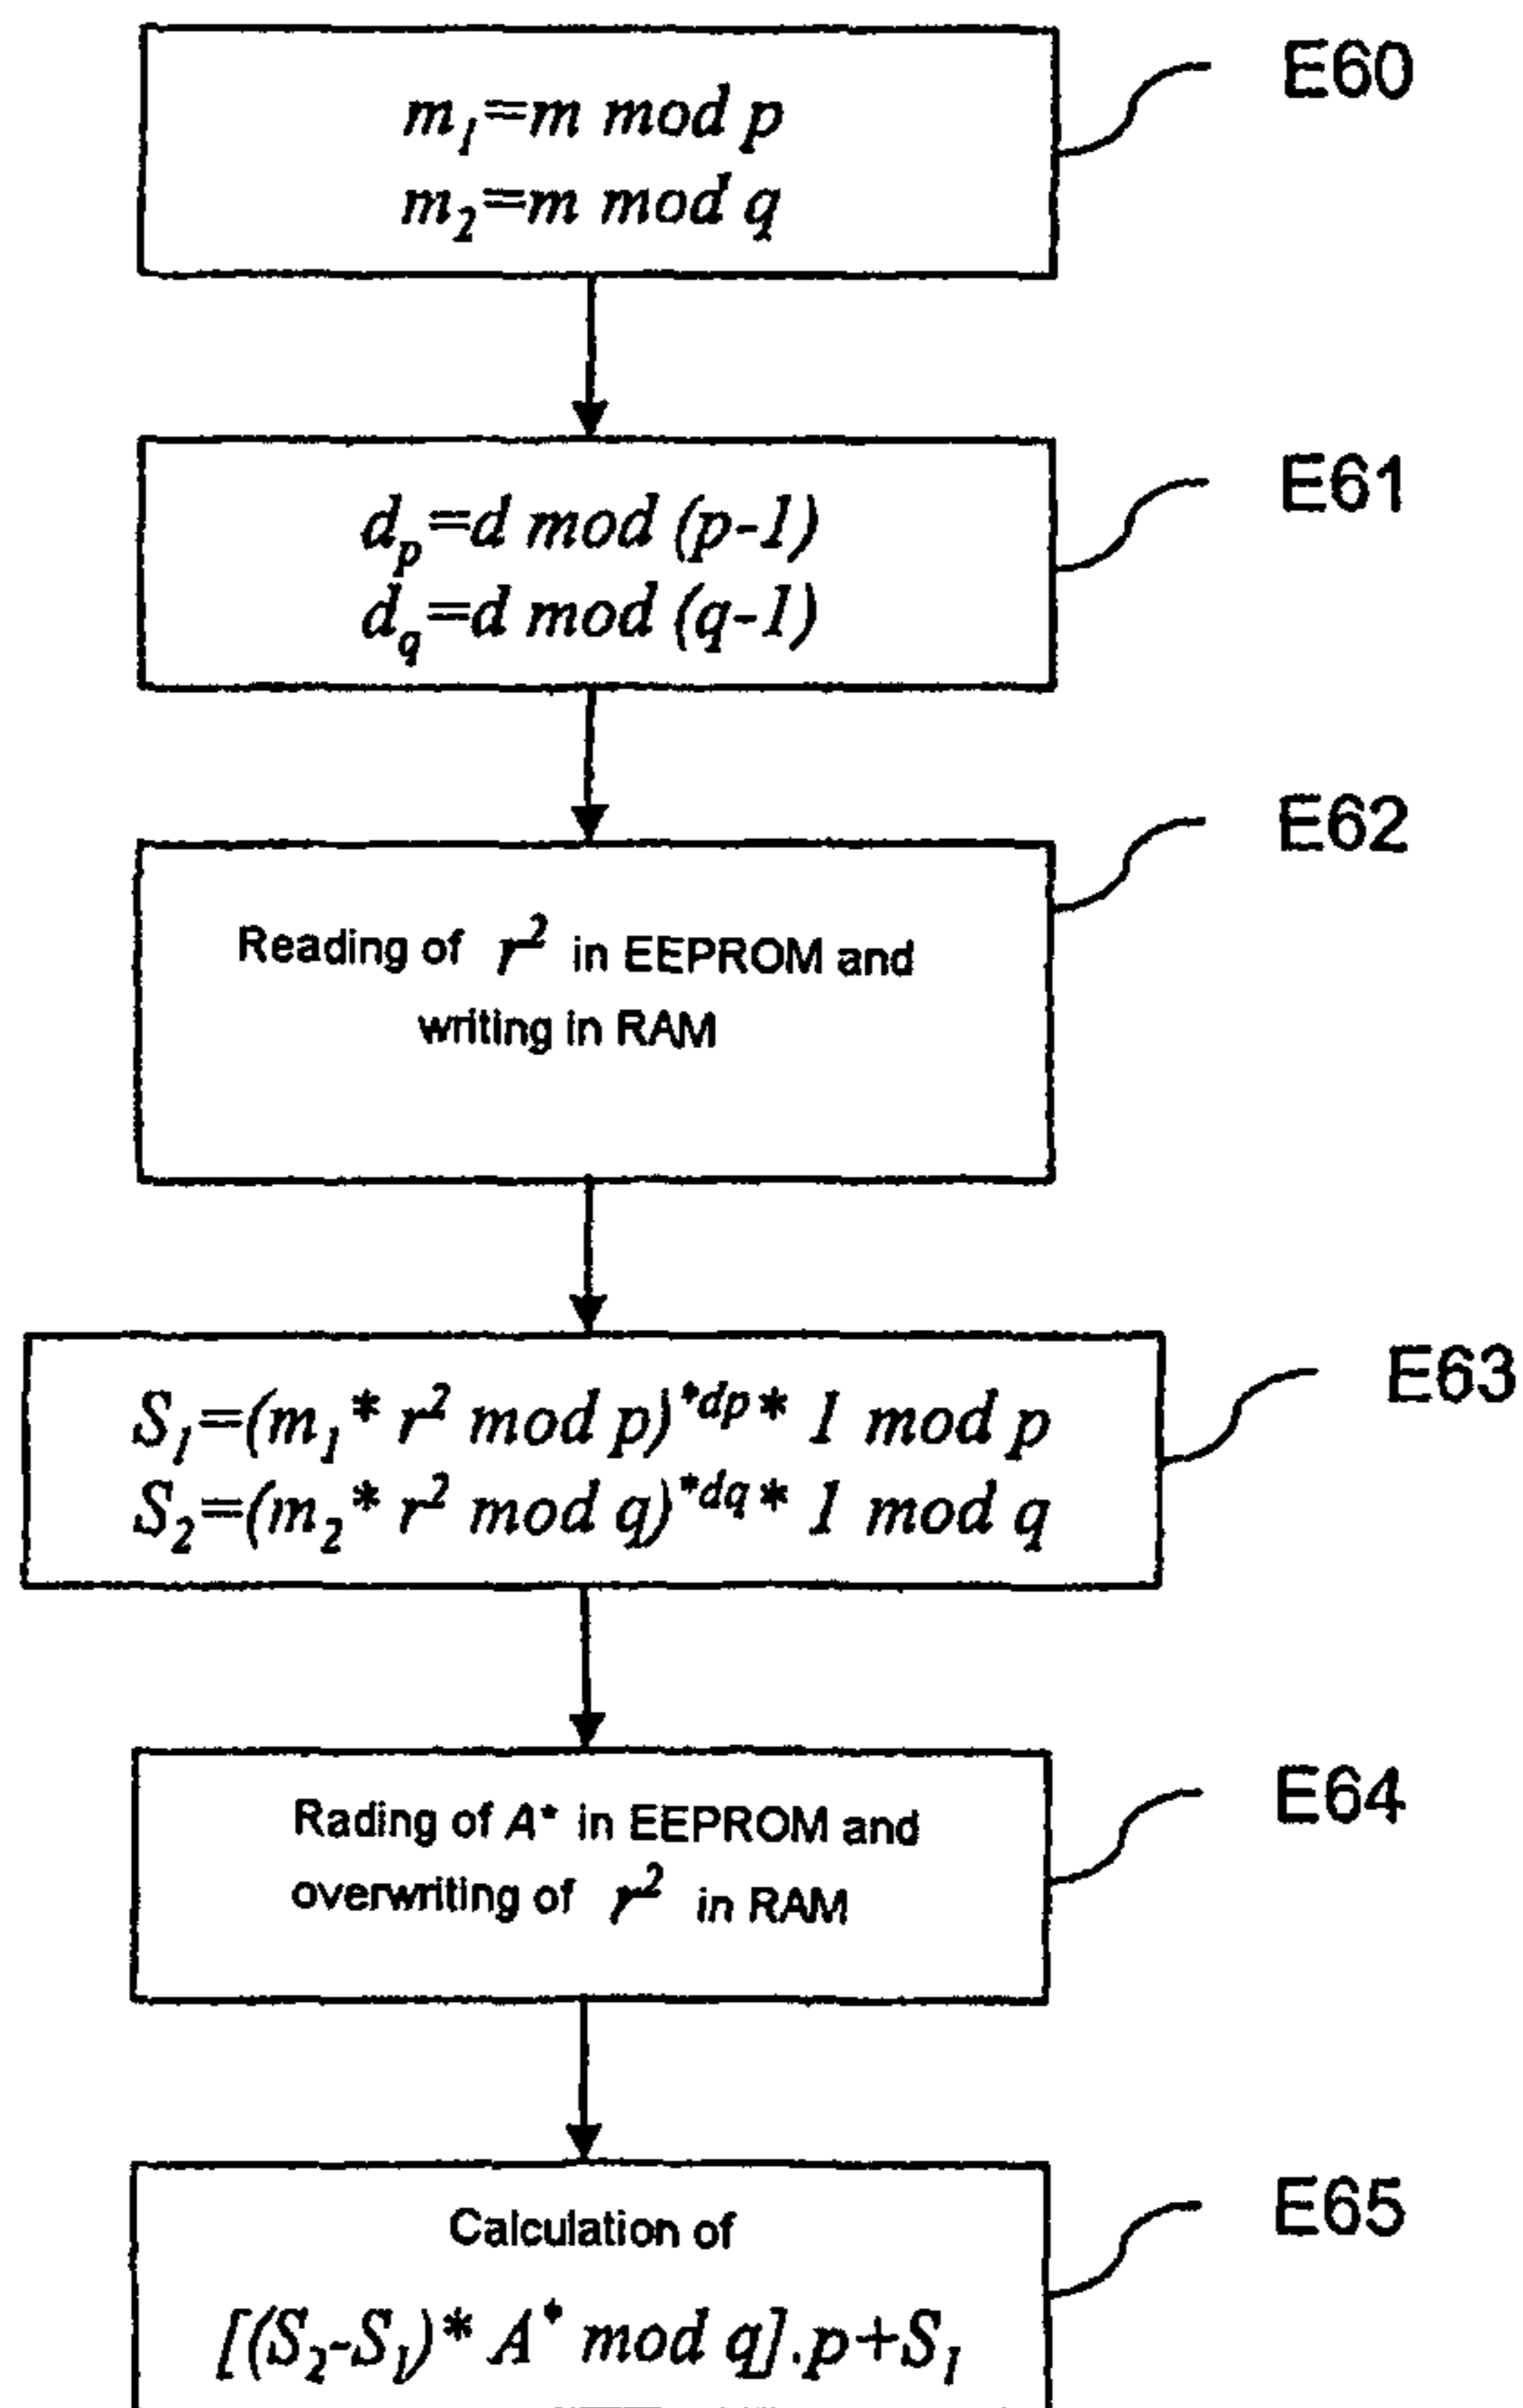 m₁=m mod p
m₂=m mod q
E60
dₚ=d mod (p-1)
d_q=d mod (q-1)
E61
Reading of r² in EEPROM and
writing in RAM
E62
S₁=(m₁* r² mod p)^*dp* 1 mod p
S₂=(m₂* r² mod q)^*dq* 1 mod q
E63
Rading of A* in EEPROM and
overwriting of r² in RAM
E64
Calculation of
[(S₂-S₁)* A* mod q].p+S₁
E65